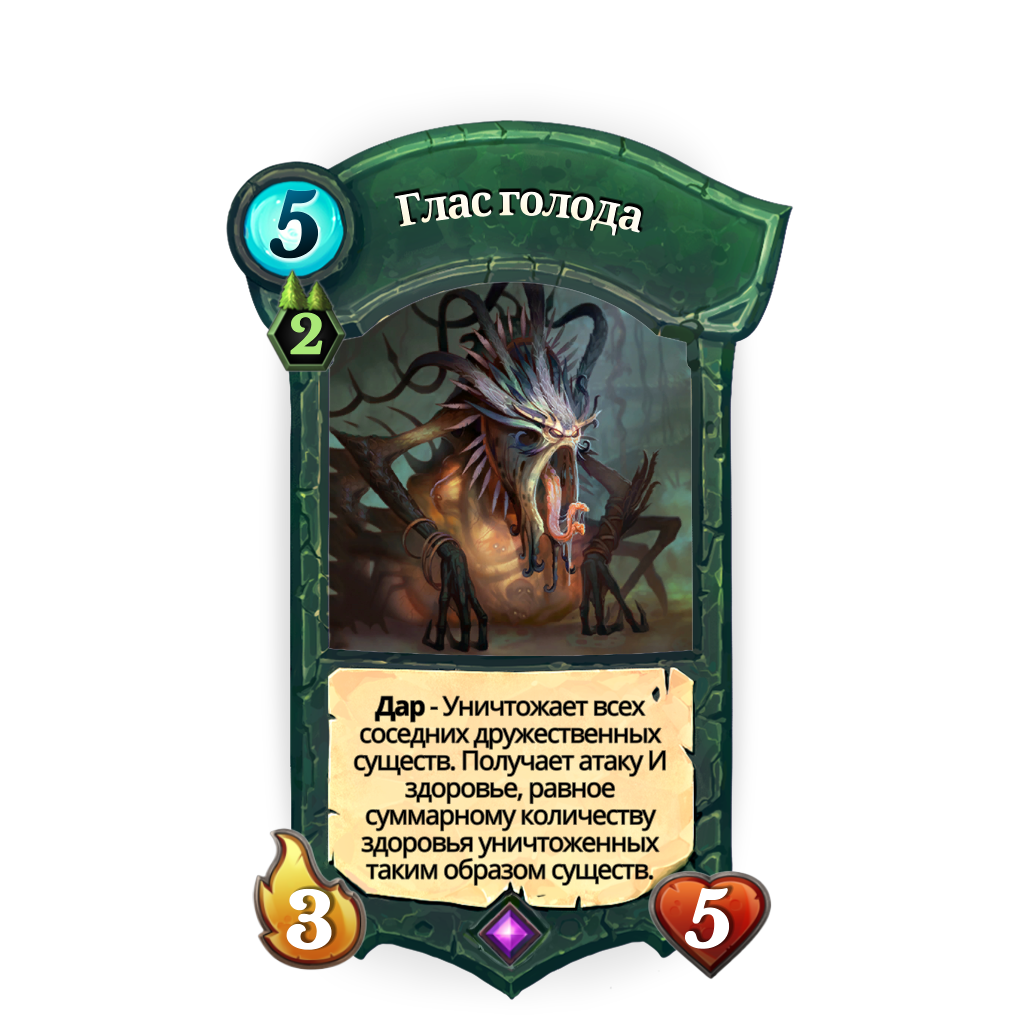 5
Глас голода
2
Дар - Уничтожает всех
соседних дружественных
существ. Получает атаку И
здоровье, равное
суммарному количеству
здоровья уничтоженных
таким образом существ.
3
5